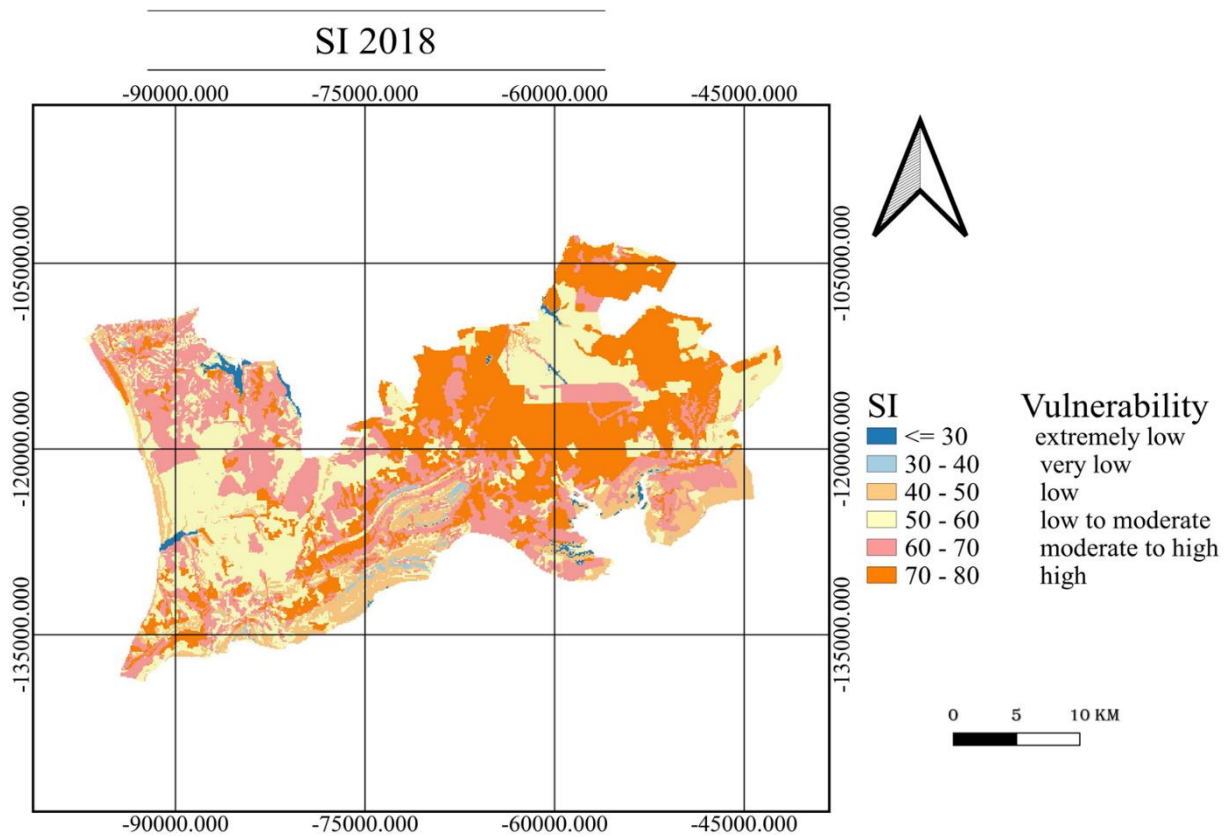 SI 2018
-90000.000 -75000.000 -60000.000 -45000.000
-105000.000 -105000.000
-120000.000 -120000.000
-135000.000 -135000.000
-90000.000 -75000.000 -60000.000 -45000.000
SI Vulnerability
<= 30 extremely low
30 - 40 very low
40 - 50 low
50 - 60 low to moderate
60 - 70 moderate to high
70 - 80 high
0 5 10 KM